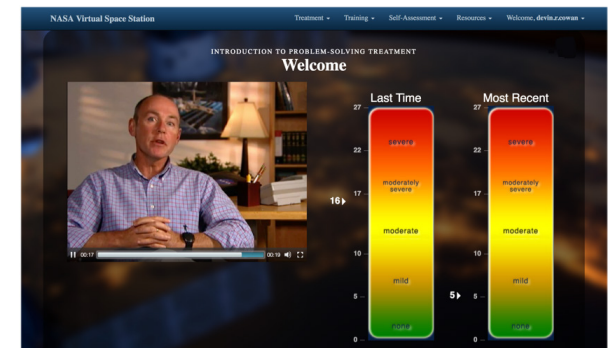 NASA Virtual Space Station
Treatment Training Self-Assessment Resources Welcome, devin.r.cowan
INTRODUCTION TO PROBLEM-SOLVING TREATMENT
Welcome
00:17
00:19
Last Time
27
severe
22
moderately
severe
16
17
moderate
10
mild
5
none
0
Most Recent
27
severe
22
moderately
severe
17
moderate
10
mild
5
5
none
0